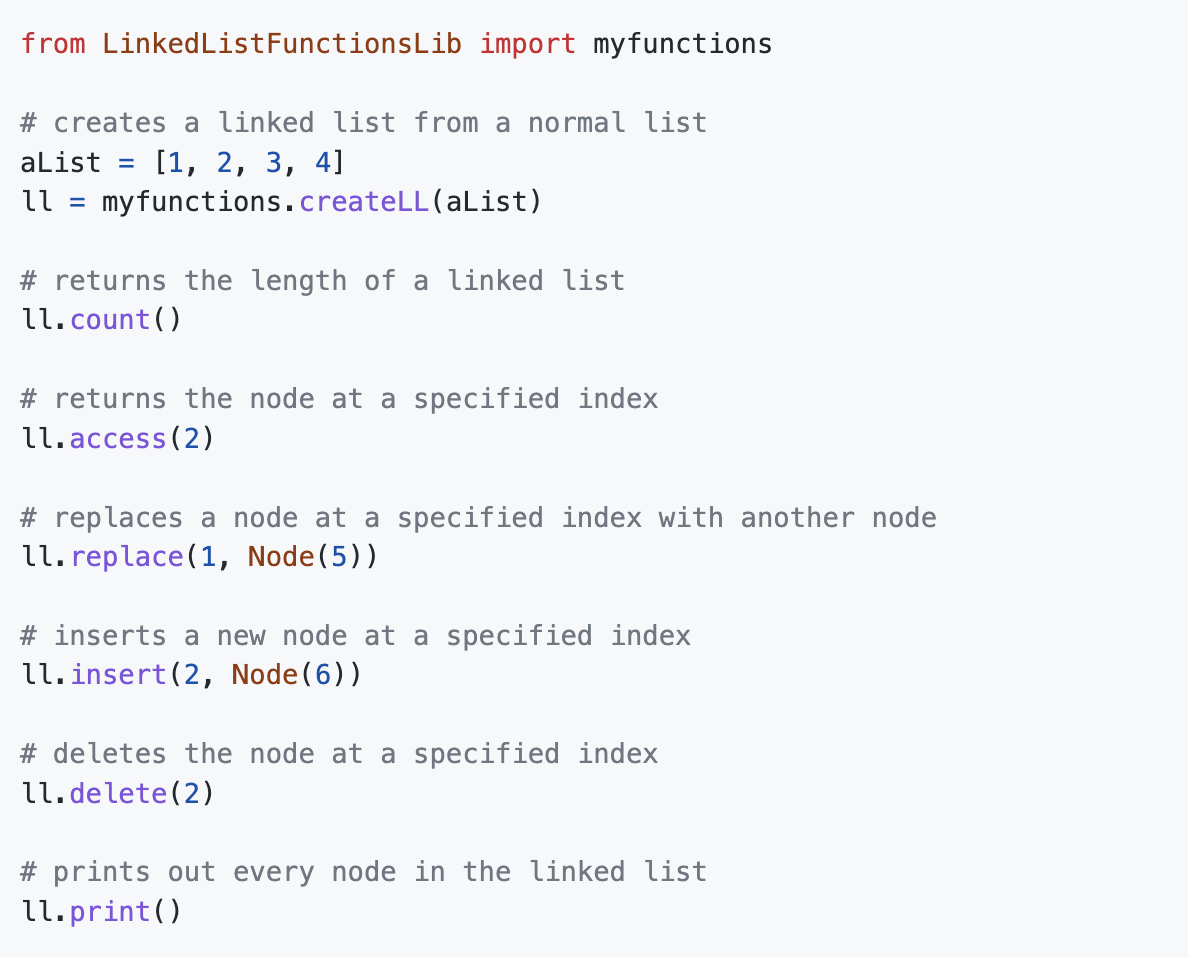 from LinkedListFunctionsLib import myfunctions
# creates a linked list from a normal list
aList = [1, 2, 3, 4]
ll = myfunctions.createLL(aList)
# returns the length of a linked list
ll.count()
# returns the node at a specified index
ll.access(2)
# replaces a node at a specified index with another node
ll.replace(1, Node(5))
# inserts a new node at a specified index
ll.insert(2, Node(6))
# deletes the node at a specified index
ll.delete(2)
# prints out every node in the linked list
ll.print()